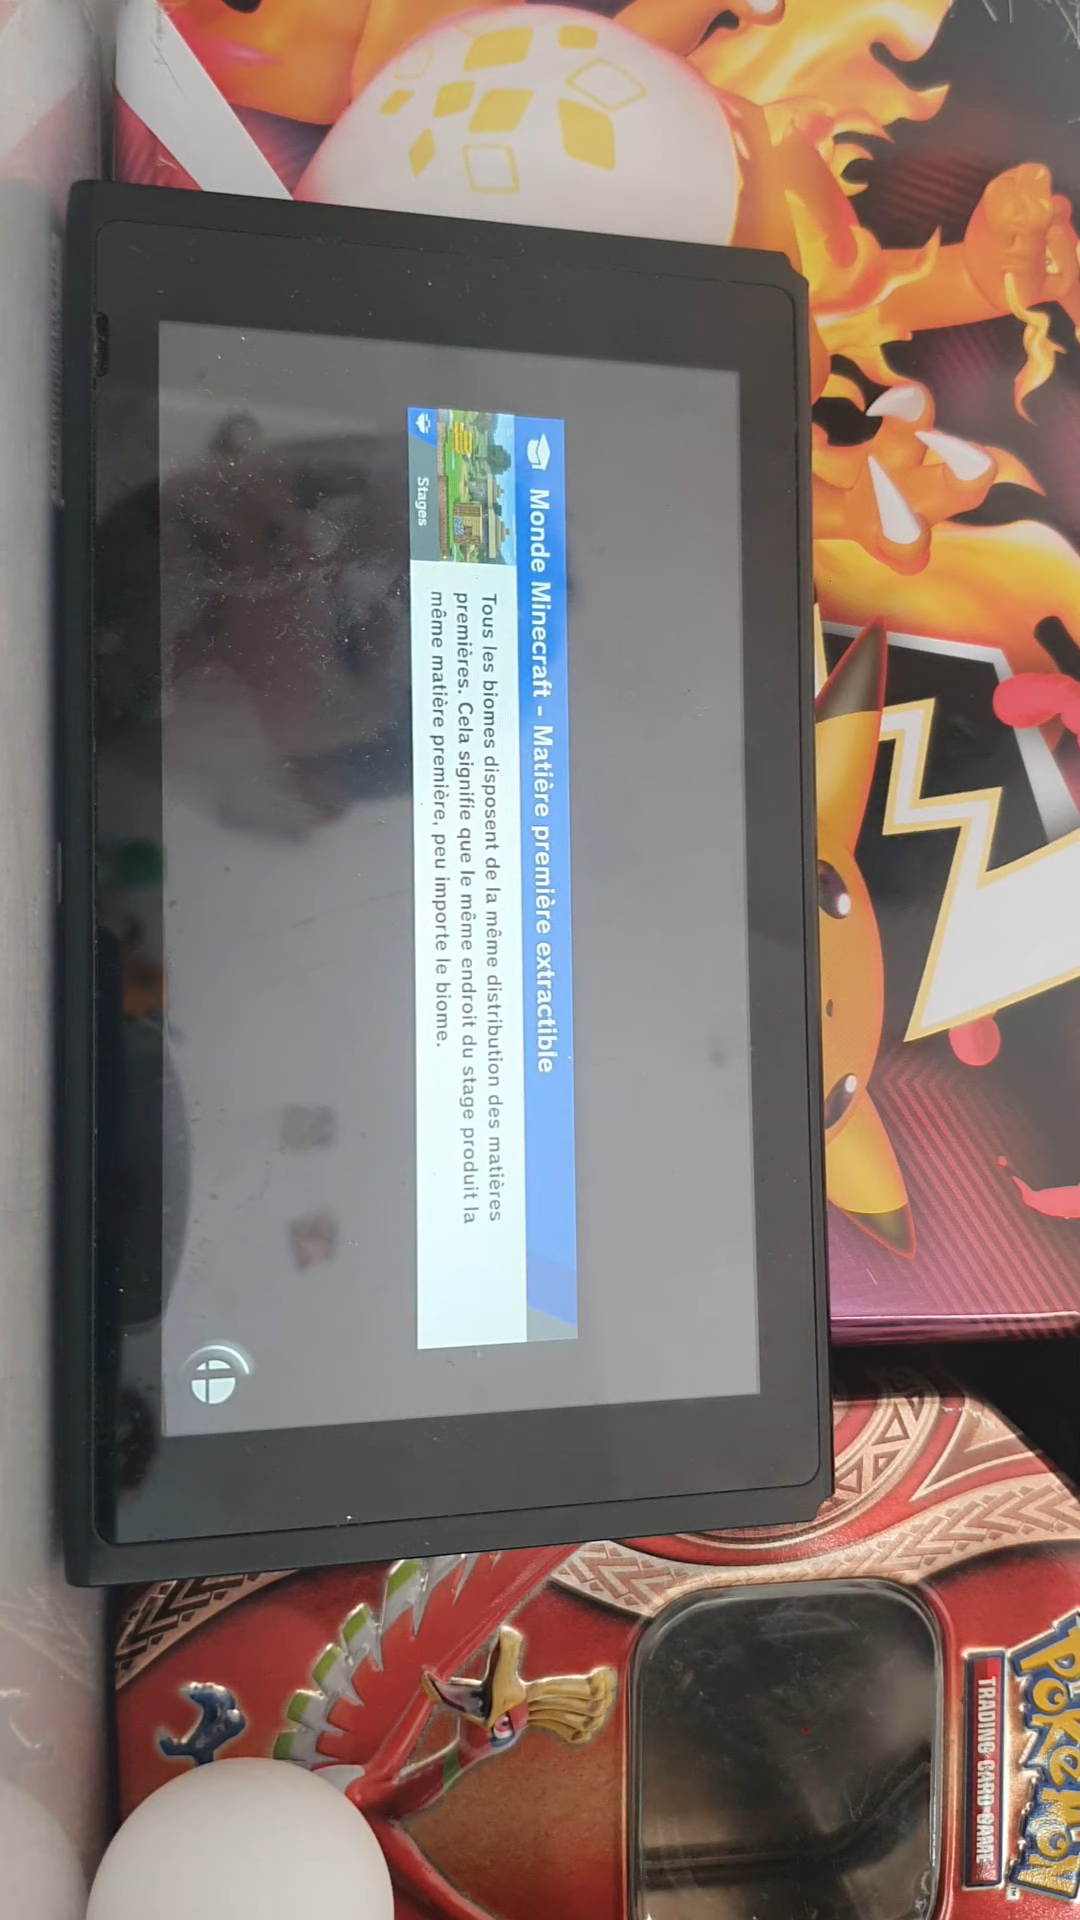 Monde Minecraft - Matière première extractible
Stages
Tous les biomes disposent de la même distribution des matières
premières. Cela signifie que le même endroit du stage produit la
même matière première, peu importe le biome.
POKéMON
TRADING CARD GAME